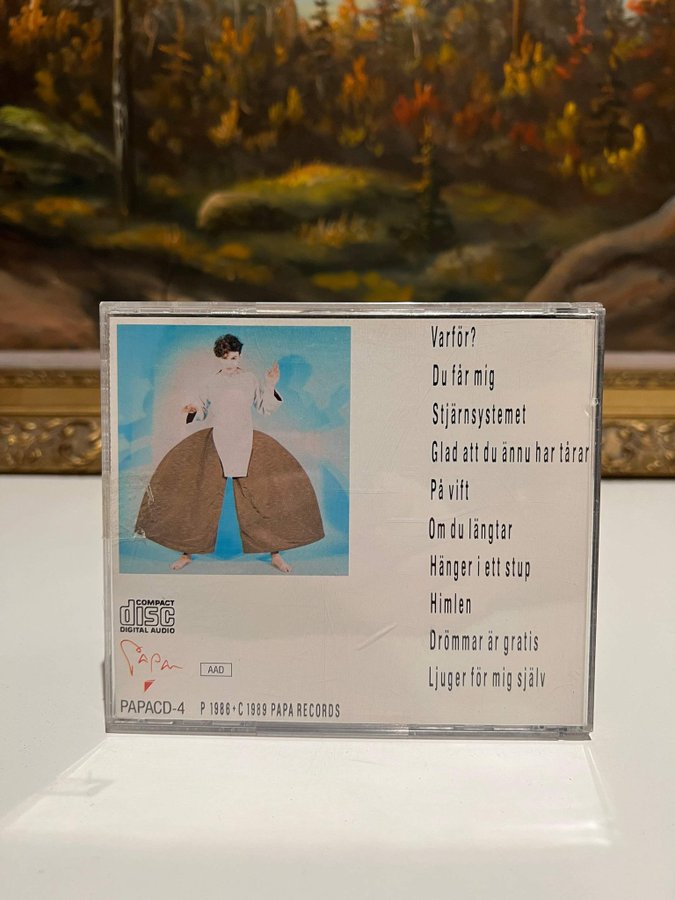 Varför?
Du får mig
Stjärnsystemet
Glad att du ännu har tårar
På vift
Om du längtar
Hänger i ett stup
Himlen
Drömmar är gratis
Ljuger för mig själv
COMPACT
disc
DIGITAL AUDIO
Papa
AAD
PAPACD-4 P 1986 + C 1989 PAPA RECORDS